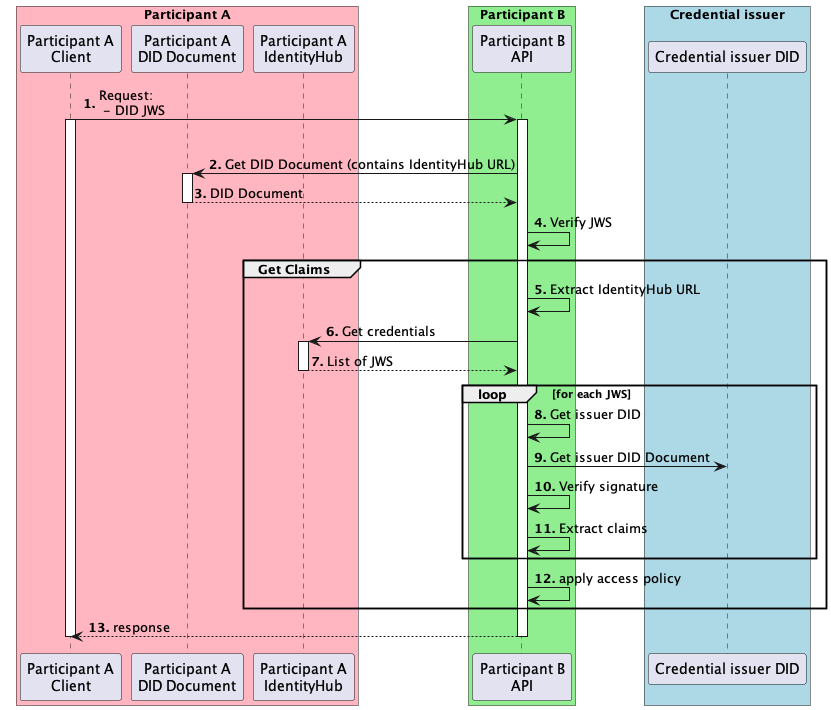 Participant A
Participant B
Credential issuer
Participant A
Client
Participant A
DID Document
Participant A
IdentityHub
Participant B
API
Credential issuer DID
1. Request:
- DID JWS
2. Get DID Document (contains IdentityHub URL)
3. DID Document
4. Verify JWS
Get Claims
5. Extract IdentityHub URL
6. Get credentials
7. List of JWS
loop [for each JWS]
8. Get issuer DID
9. Get issuer DID Document
10. Verify signature
11. Extract claims
12. apply access policy
13. response
Participant A
Client
Participant A
DID Document
Participant A
IdentityHub
Participant B
API
Credential issuer DID